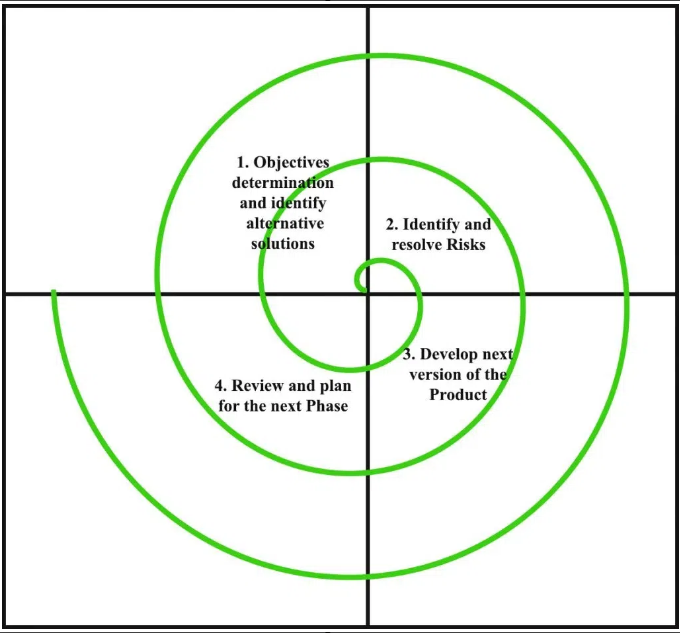 1. Objectives
determination
and identify
alternative
solutions
2. Identify and
resolve Risks
3. Develop next
version of the
Product
4. Review and plan
for the next Phase